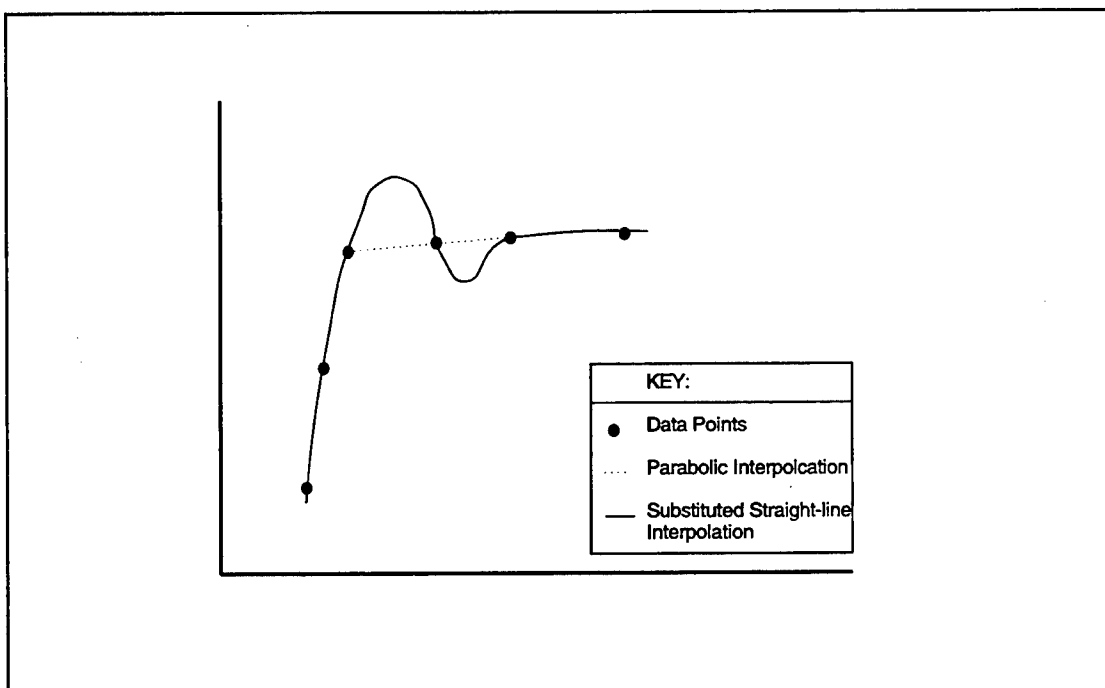 KEY:
Data Points
Parabolic Interpolcation
Substituted Straight-line
Interpolation